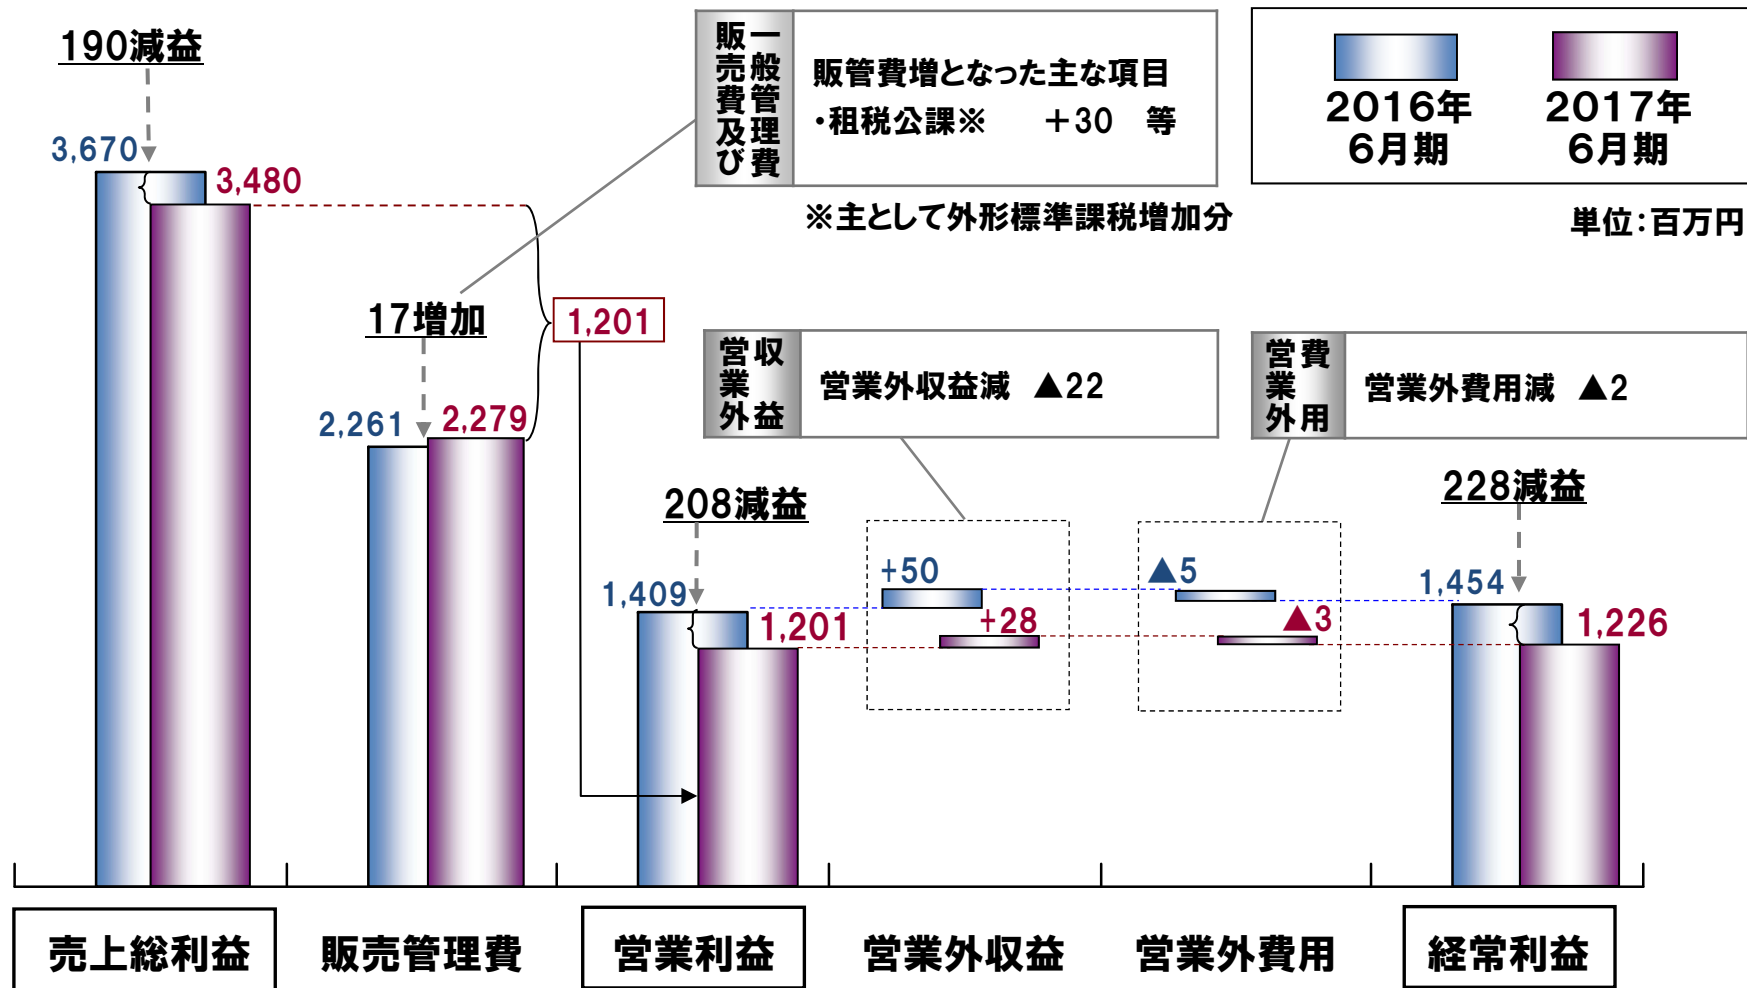 190減益
3,670
3,480
販売費及び
一般管理費
販管費増となった主な項目
・租税公課※　+30　等
※主として外形標準課税増加分
2016年
6月期
2017年
6月期
単位：百万円
17増加
2,261
2,279
1,201
営業外
収益
営業外収益減　▲22
営業外
費用
営業外費用減　▲2
208減益
1,409
1,201
+50
+28
▲5
▲3
228減益
1,454
1,226
売上総利益
販売管理費
営業利益
営業外収益
営業外費用
経常利益